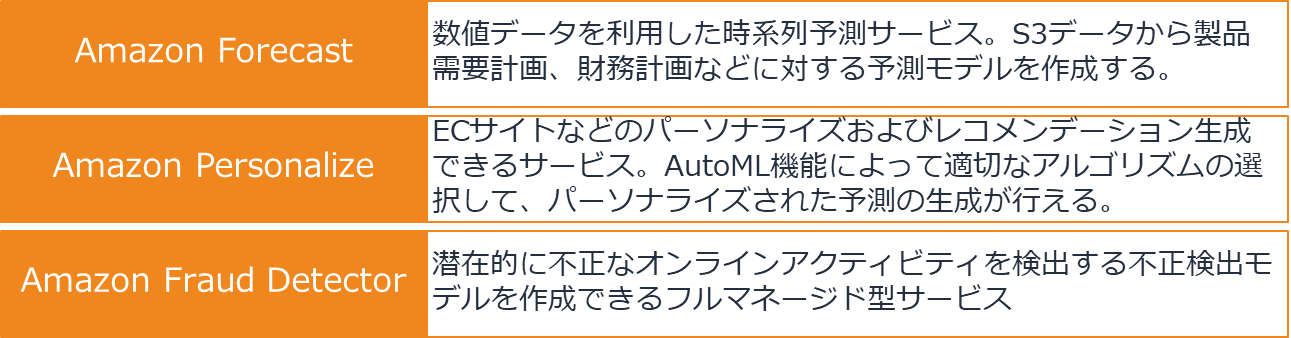 Amazon Forecast
数値データを利用した時系列予測サービス。S3データから製品
需要計画、財務計画などに対する予測モデルを作成する。
Amazon Personalize
ECサイトなどのパーソナライズおよびレコメンデーション生成
できるサービス。AutoML機能によって適切なアルゴリズムの選
択して、パーソナライズされた予測の生成が行える。
Amazon Fraud Detector
潜在的に不正なオンラインアクティビティを検出する不正検出モ
デルを作成できるフルマネージド型サービス